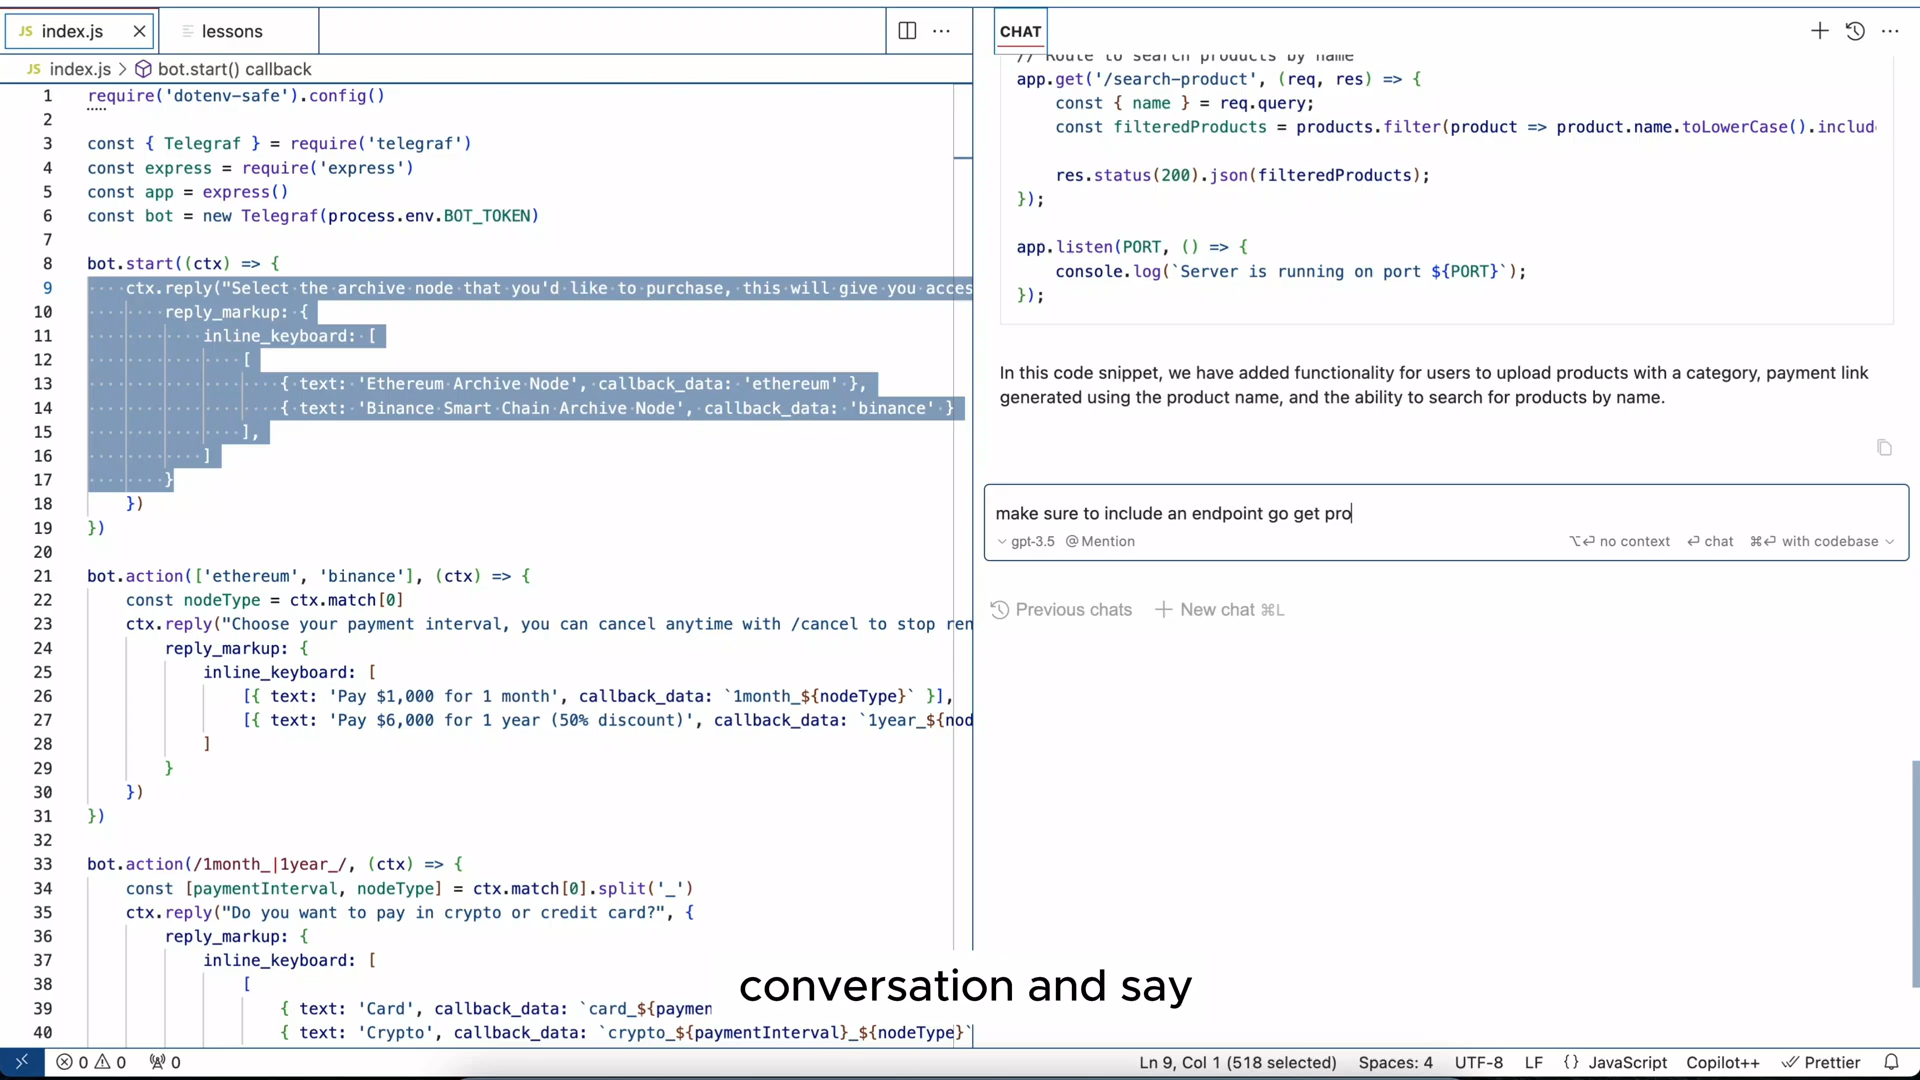 JS index.js
lessons
JS index.js > bot.start() callback
1 require('dotenv-safe').config()
2
3 const { Telegraf } = require('telegraf')
4 const express = require('express')
5 const app = express()
6 const bot = new Telegraf(process.env.BOT_TOKEN)
7
8 bot.start((ctx) => {
9 ctx.reply("Select the archive node that you'd like to purchase, this will give you acces
10 reply_markup: {
11 inline_keyboard: [
12 [
13 { text: 'Ethereum Archive Node', callback_data: 'ethereum' },
14 { text: 'Binance Smart Chain Archive Node', callback_data: 'binance' }
15 ],
16 ]
17 }
18 })
19 })
20
21 bot.action(['ethereum', 'binance'], (ctx) => {
22 const nodeType = ctx.match[0]
23 ctx.reply("Choose your payment interval, you can cancel anytime with /cancel to stop ren
24 reply_markup: {
25 inline_keyboard: [
26 [{ text: 'Pay $1,000 for 1 month', callback_data: `1month_${nodeType}` }],
27 [{ text: 'Pay $6,000 for 1 year (50% discount)', callback_data: `1year_${nod
28 ]
29 }
30 })
31 })
32
33 bot.action(/1month_|1year_/, (ctx) => {
34 const [paymentInterval, nodeType] = ctx.match[0].split('_')
35 ctx.reply("Do you want to pay in crypto or credit card?", {
36 reply_markup: {
37 inline_keyboard: [
38 [
39 { text: 'Card', callback_data: `card_${paymen
40 { text: 'Crypto', callback_data: `crypto_${paymentInterval}_${nodeType}`
CHAT
// Route to search products by name
app.get('/search-product', (req, res) => {
const { name } = req.query;
const filteredProducts = products.filter(product => product.name.toLowerCase().includ
res.status(200).json(filteredProducts);
});
app.listen(PORT, () => {
console.log(`Server is running on port ${PORT}`);
});
In this code snippet, we have added functionality for users to upload products with a category, payment link
generated using the product name, and the ability to search for products by name.
make sure to include an endpoint go get pro
gpt-3.5 @ Mention ⌥⏎ no context ⏎ chat ⌘⏎ with codebase
Previous chats + New chat ⌘L
conversation and say
0 0 0 Ln 9, Col 1 (518 selected) Spaces: 4 UTF-8 LF {} JavaScript Copilot++ Prettier